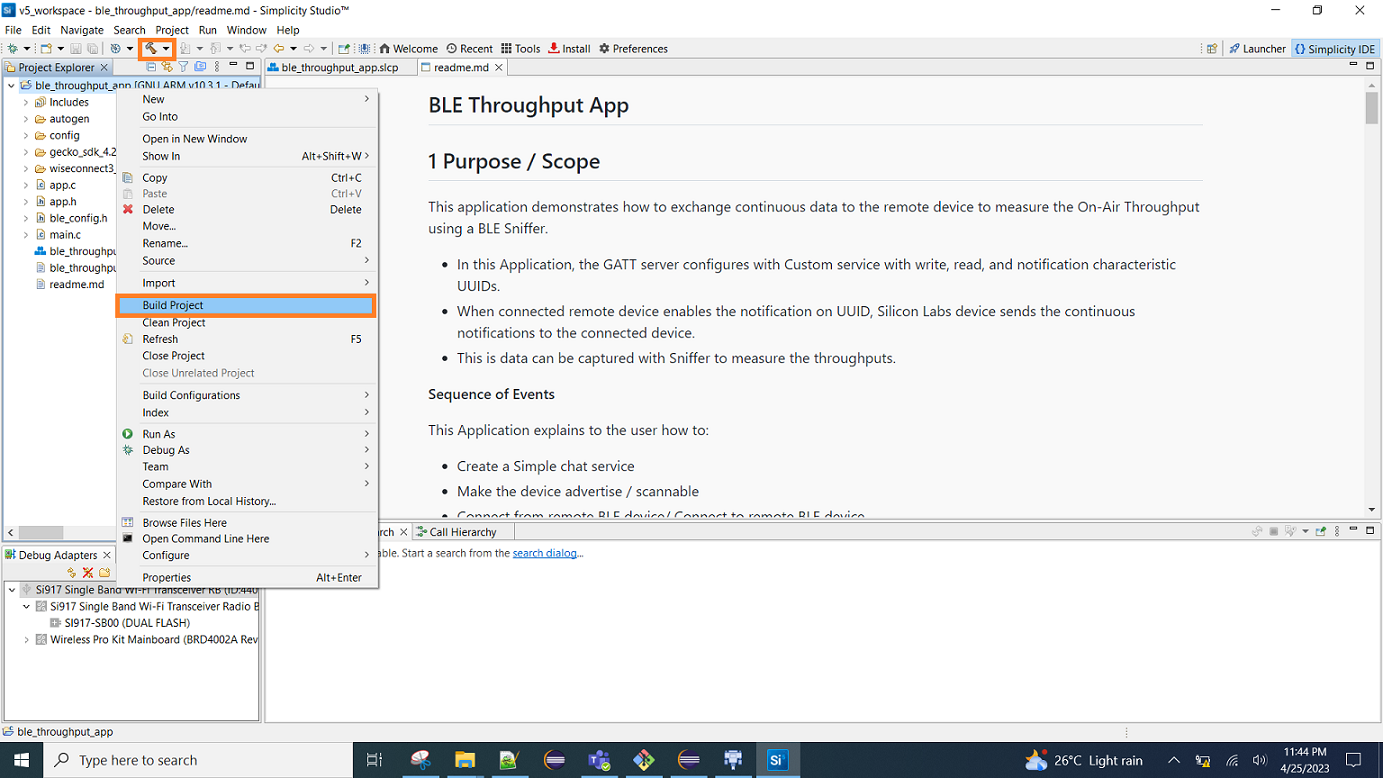 v5_workspace - ble_throughput_app/readme.md - Simplicity Studio™
File Edit Navigate Search Project Run Window Help
Welcome Recent Tools Install Preferences Launcher {} Simplicity IDE
Project Explorer
ble_throughput_app.slcp readme.md
ble_throughput_app [GNU ARM v10.3.1 - Defau
Includes
autogen
config
gecko_sdk_4.2
wiseconnect3_
app.c
app.h
ble_config.h
main.c
ble_throughpu
ble_throughpu
readme.md
New
Go Into
Open in New Window
Show In Alt+Shift+W
Copy Ctrl+C
Paste Ctrl+V
Delete Delete
Move...
Rename... F2
Source
Import
Build Project
Clean Project
Refresh F5
Close Project
Close Unrelated Project
Build Configurations
Index
Run As
Debug As
Team
Compare With
Restore from Local History...
Browse Files Here
Open Command Line Here
Configure
Properties Alt+Enter
BLE Throughput App
1 Purpose / Scope
This application demonstrates how to exchange continuous data to the remote device to measure the On-Air Throughput
using a BLE Sniffer.
• In this Application, the GATT server configures with Custom service with write, read, and notification characteristic
UUIDs.
• When connected remote device enables the notification on UUID, Silicon Labs device sends the continuous
notifications to the connected device.
• This is data can be captured with Sniffer to measure the throughputs.
Sequence of Events
This Application explains to the user how to:
• Create a Simple chat service
• Make the device advertise / scannable
• Connect from remote BLE device/ Connect to remote BLE device
rch Call Hierarchy
able. Start a search from the search dialog...
Debug Adapters
Si917 Single Band Wi-Fi Transceiver RB (ID:440
Si917 Single Band Wi-Fi Transceiver Radio B
SI917-SB00 (DUAL FLASH)
Wireless Pro Kit Mainboard (BRD4002A Rev
ble_throughput_app
Type here to search
Si
26°C Light rain
11:44 PM
4/25/2023